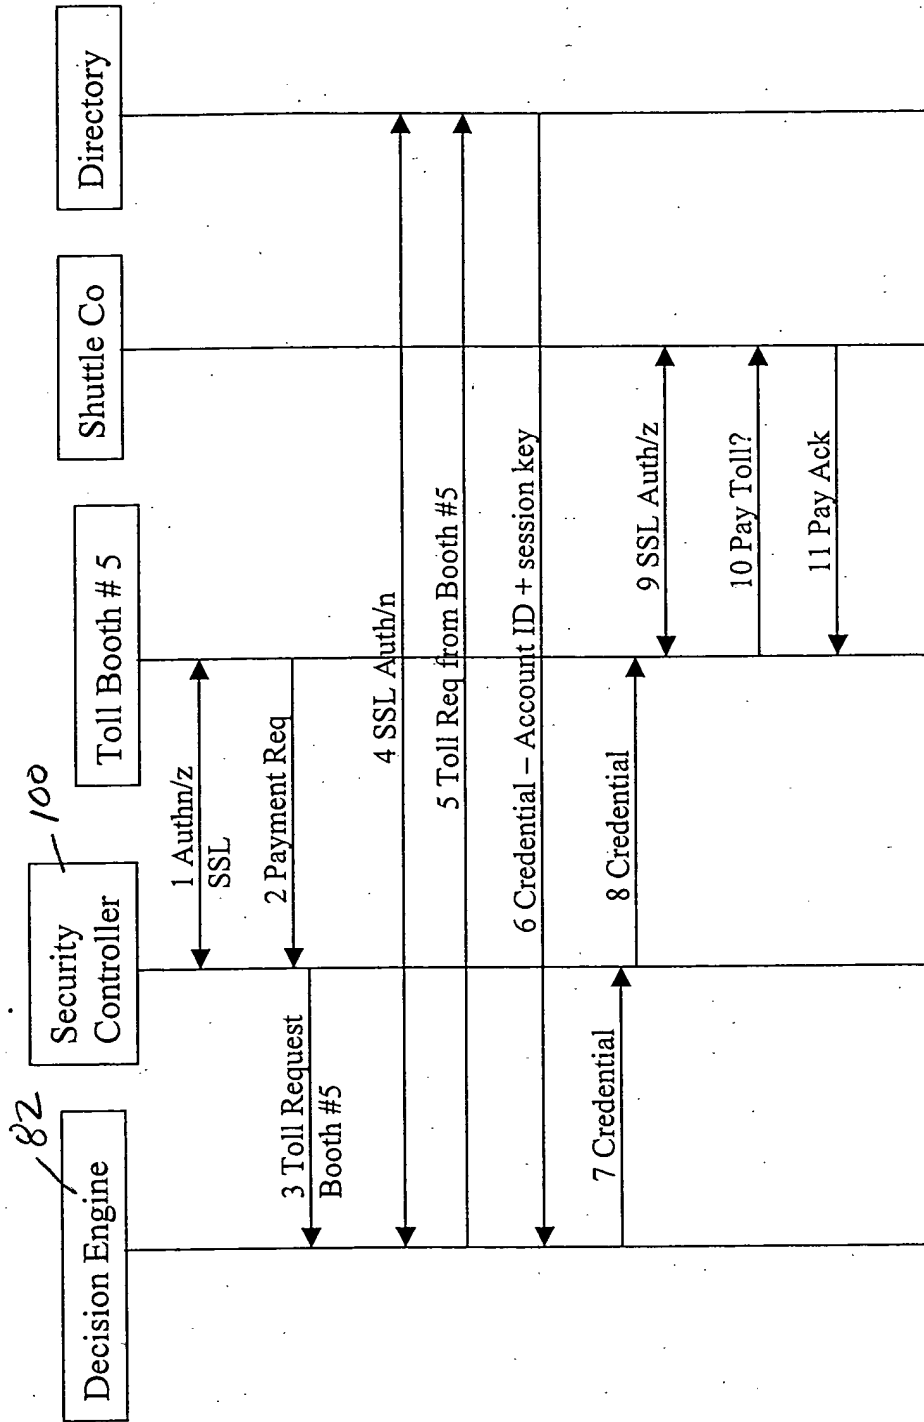 Decision Engine
82
Security
Controller
100
Toll Booth # 5
Shuttle Co
Directory
1 Authn/z
SSL
2 Payment Req
3 Toll Request
Booth #5
4 SSL Auth/n
5 Toll Req from Booth #5
6 Credential – Account ID + session key
7 Credential
8 Credential
9 SSL Auth/z
10 Pay Toll?
11 Pay Ack